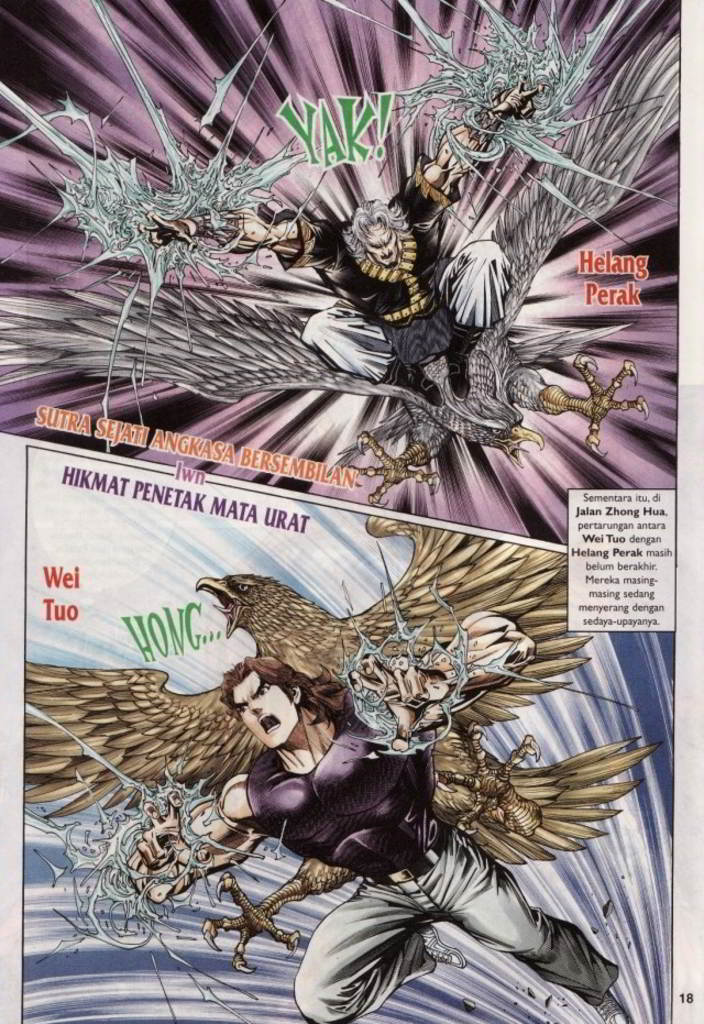 YAK!
Helang
Perak
SUTRA SEJATI ANGKASA BERSEMBILAN
lwn
HIKMAT PENETAK MATA URAT
Sementara itu, di
Jalan Zhong Hua,
pertarungan antara
Wei Tuo dengan
Helang Perak masih
belum berakhir.
Mereka masing-
masing sedang
menyerang dengan
sedaya-upayanya.
Wei
Tuo
HONG...
18